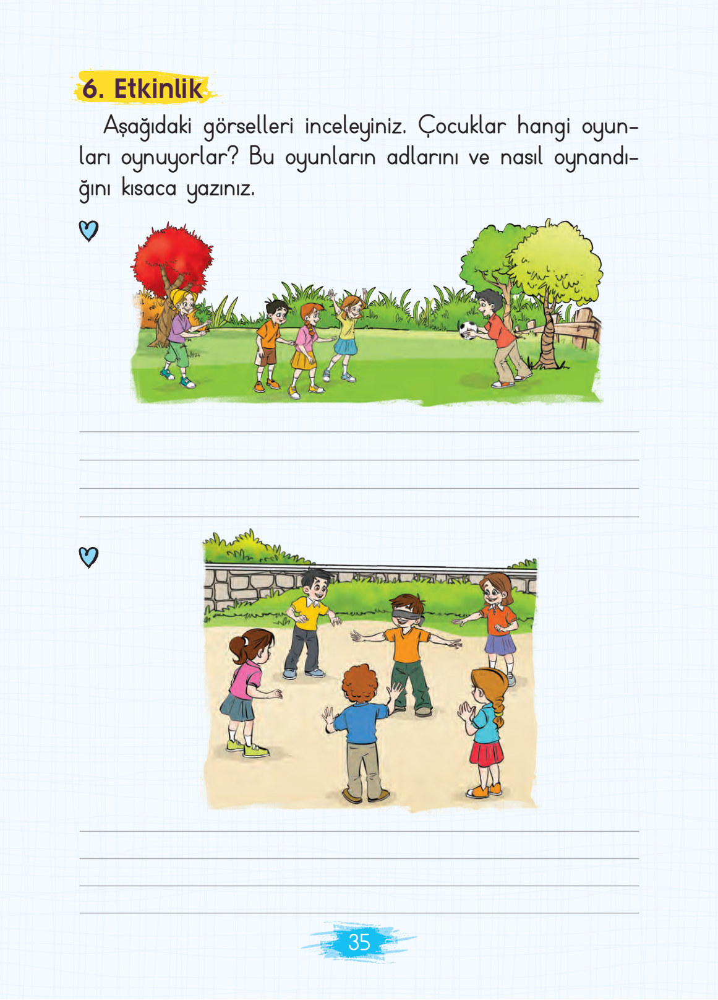 6. Etkinlik
Aşağıdaki görselleri inceleyiniz. Çocuklar hangi oyun-
ları oynuyorlar? Bu oyunların adlarını ve nasıl oynandı-
ğını kısaca yazınız.
35